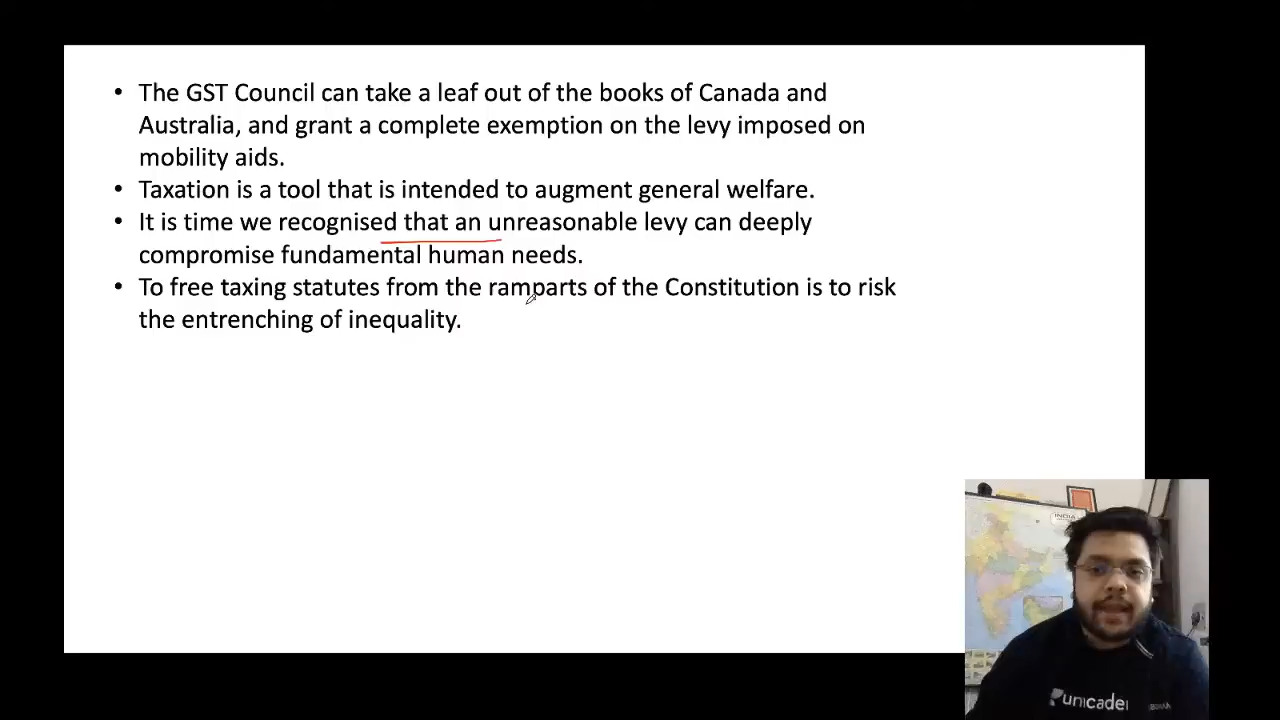 • The GST Council can take a leaf out of the books of Canada and
Australia, and grant a complete exemption on the levy imposed on
mobility aids.
• Taxation is a tool that is intended to augment general welfare.
• It is time we recognised that an unreasonable levy can deeply
compromise fundamental human needs.
• To free taxing statutes from the ramparts of the Constitution is to risk
the entrenching of inequality.
INDIA
unacade